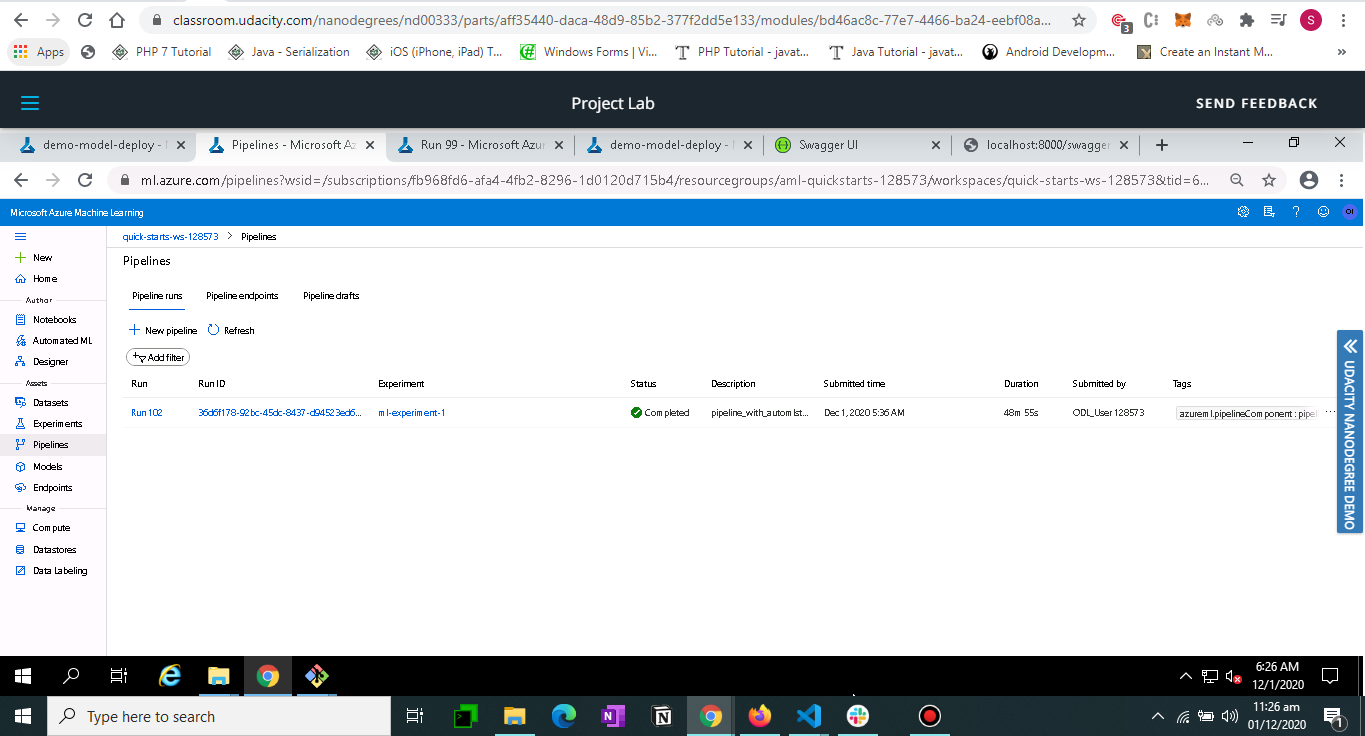 classroom.udacity.com/nanodegrees/nd00333/parts/aff35440-daca-48d9-85b2-377f2dd5e133/modules/bd46ac8c-77e7-4466-ba24-eebf08a...
3
S
Apps
PHP 7 Tutorial
Java - Serialization
iOS (iPhone, iPad) T...
Windows Forms | Vi...
PHP Tutorial - javat...
Java Tutorial - javat...
Android Developm...
Create an Instant M...
»
Project Lab
SEND FEEDBACK
demo-model-deploy -
Pipelines - Microsoft Az
Run 99 - Microsoft Azur
demo-model-deploy -
Swagger UI
localhost:8000/swagger
ml.azure.com/pipelines?wsid=/subscriptions/fb968fd6-afa4-4fb2-8296-1d0120d715b4/resourcegroups/aml-quickstarts-128573/workspaces/quick-starts-ws-128573&tid=6...
Microsoft Azure Machine Learning
OI
quick-starts-ws-128573 > Pipelines
New
Home
Author
Notebooks
Automated ML
Designer
Assets
Datasets
Experiments
Pipelines
Models
Endpoints
Manage
Compute
Datastores
Data Labeling
Pipelines
Pipeline runs
Pipeline endpoints
Pipeline drafts
New pipeline
Refresh
Add filter
Run Run ID Experiment Status Description Submitted time Duration Submitted by Tags
Run 102 36d6f178-92bc-45dc-8437-d94523ed6... ml-experiment-1 Completed pipeline_with_automlst... Dec 1, 2020 5:36 AM 48m 55s ODL_User 128573 azureml.pipelineComponent : pipel ...
UDACITY NANODEGREE DEMO
6:26 AM
12/1/2020
Type here to search
11:26 am
01/12/2020
1